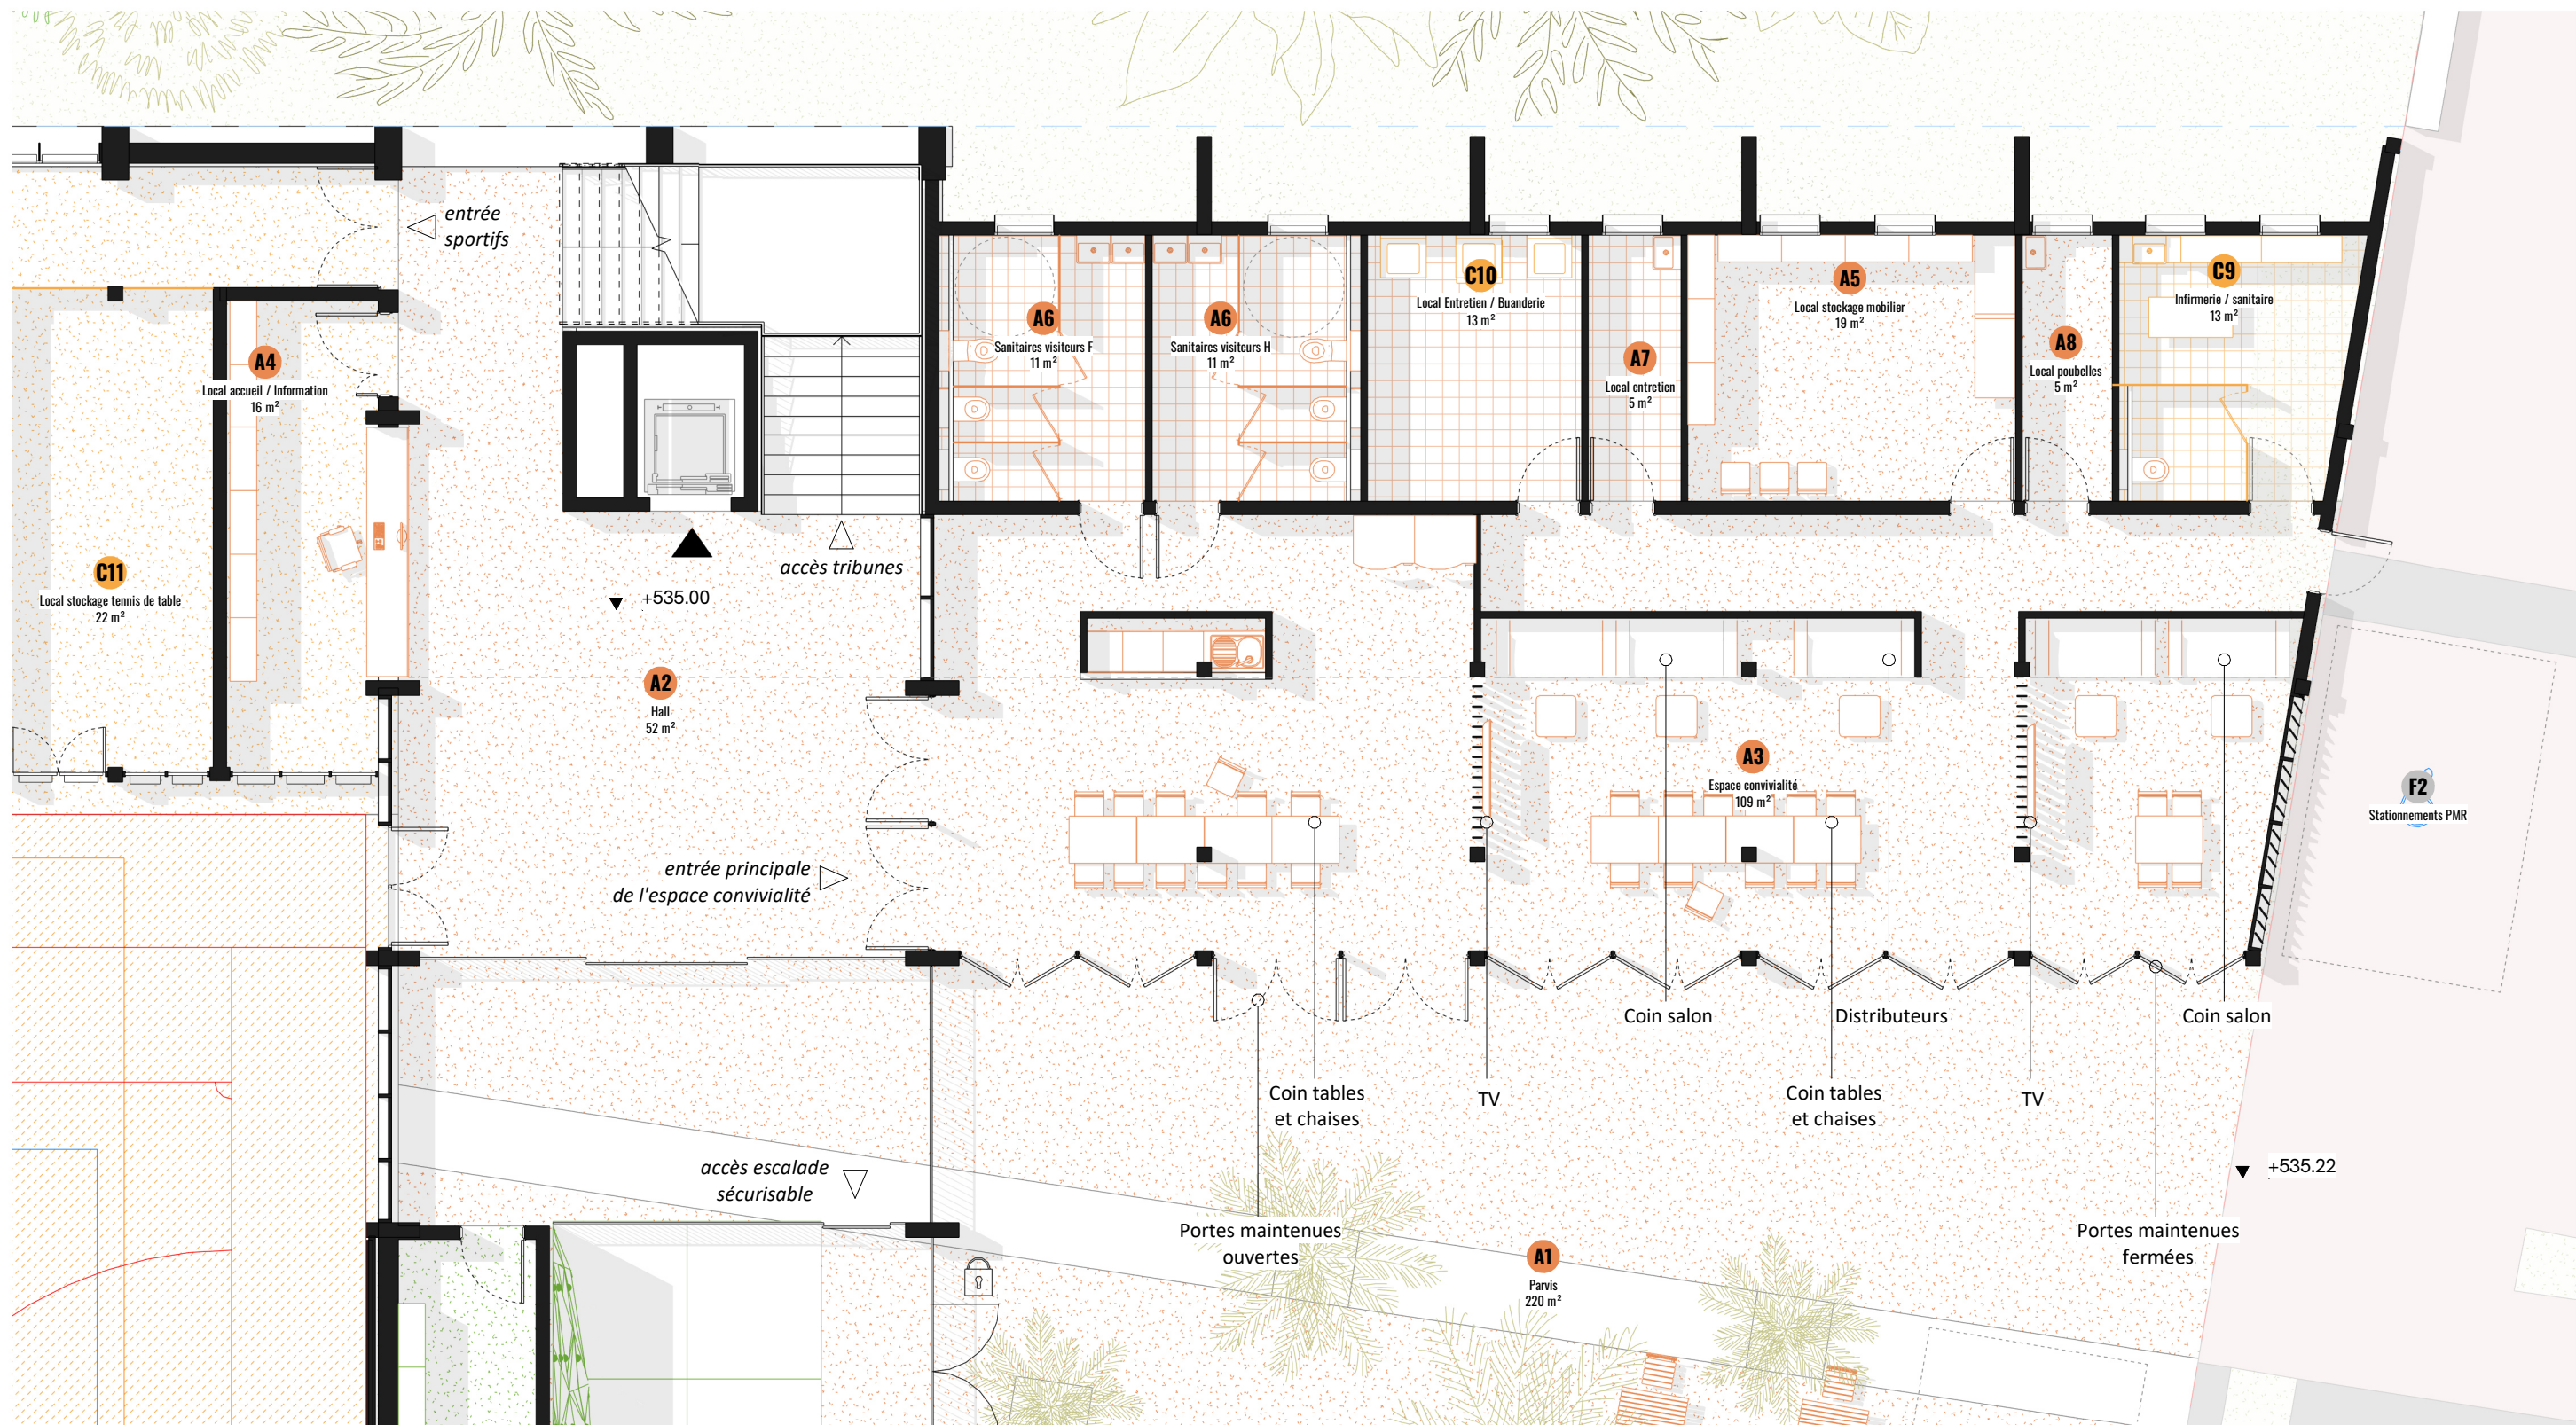 entrée
sportifs
C10
Local Entretien / Buanderie
13 m²
A5
Local stockage mobilier
19 m²
C9
Infirmerie / sanitaire
13 m²
A6
Sanitaires visiteurs F
11 m²
A6
Sanitaires visiteurs H
11 m²
A7
Local entretien
5 m²
A8
Local poubelles
5 m²
A4
Local accueil / Information
16 m²
C11
Local stockage tennis de table
22 m²
accès tribunes
+535.00
A2
Hall
52 m²
A3
Espace convivialité
109 m²
F2
Stationnements PMR
entrée principale
de l'espace convivialité
Coin salon
Distributeurs
Coin salon
Coin tables
et chaises
TV
Coin tables
et chaises
TV
accès escalade
sécurisable
+535.22
Portes maintenues
ouvertes
A1
Parvis
220 m²
Portes maintenues
fermées